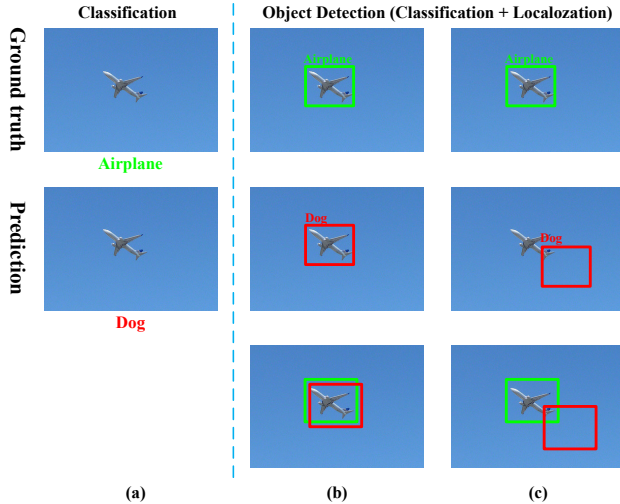 Classification
Object Detection (Classification + Localozation)
Ground truth
Airplane
Airplane
Airplane
Prediction
Dog
Dog
Dog
(a)
(b)
(c)